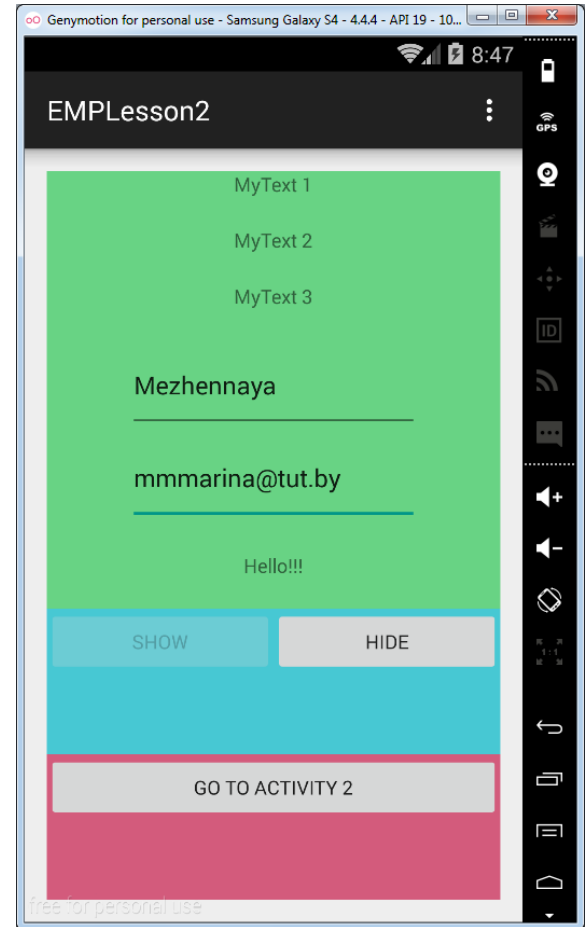 Genymotion for personal use - Samsung Galaxy S4 - 4.4.4 - API 19 - 10...
8:47
EMPLesson2
GPS
MyText 1
MyText 2
MyText 3
ID
Mezhennaya
mmmarina@tut.by
Hello!!!
SHOW
HIDE
1:1
GO TO ACTIVITY 2
free for personal use